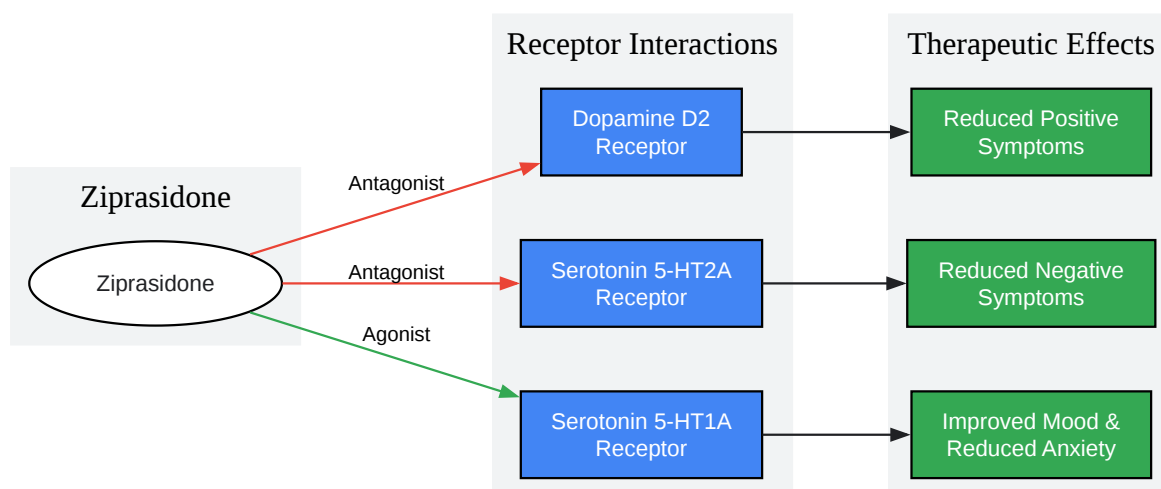 Receptor Interactions
Therapeutic Effects
Dopamine D2
Receptor
Reduced Positive
Symptoms
Antagonist
Ziprasidone
Ziprasidone
Antagonist
Serotonin 5-HT2A
Receptor
Reduced Negative
Symptoms
Agonist
Serotonin 5-HT1A
Receptor
Improved Mood &
Reduced Anxiety